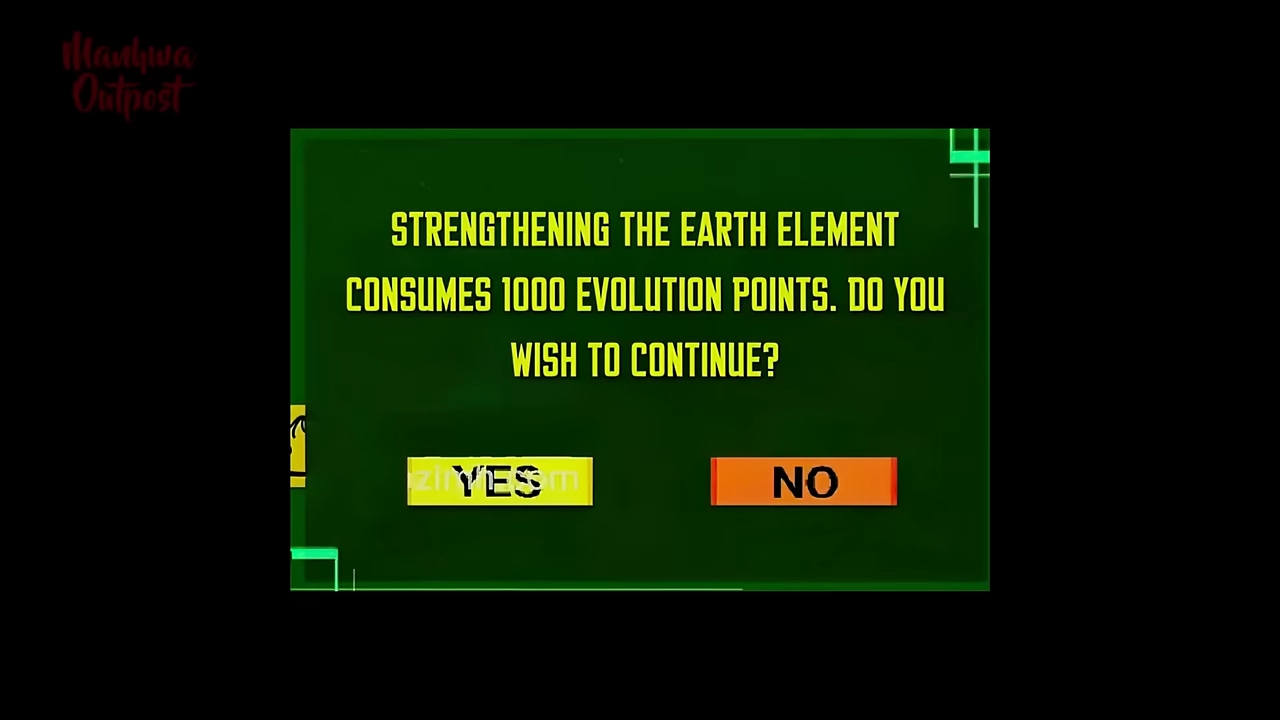 Manhwa
Outpost
STRENGTHENING THE EARTH ELEMENT
CONSUMES 1000 EVOLUTION POINTS. DO YOU
WISH TO CONTINUE?
YES
NO